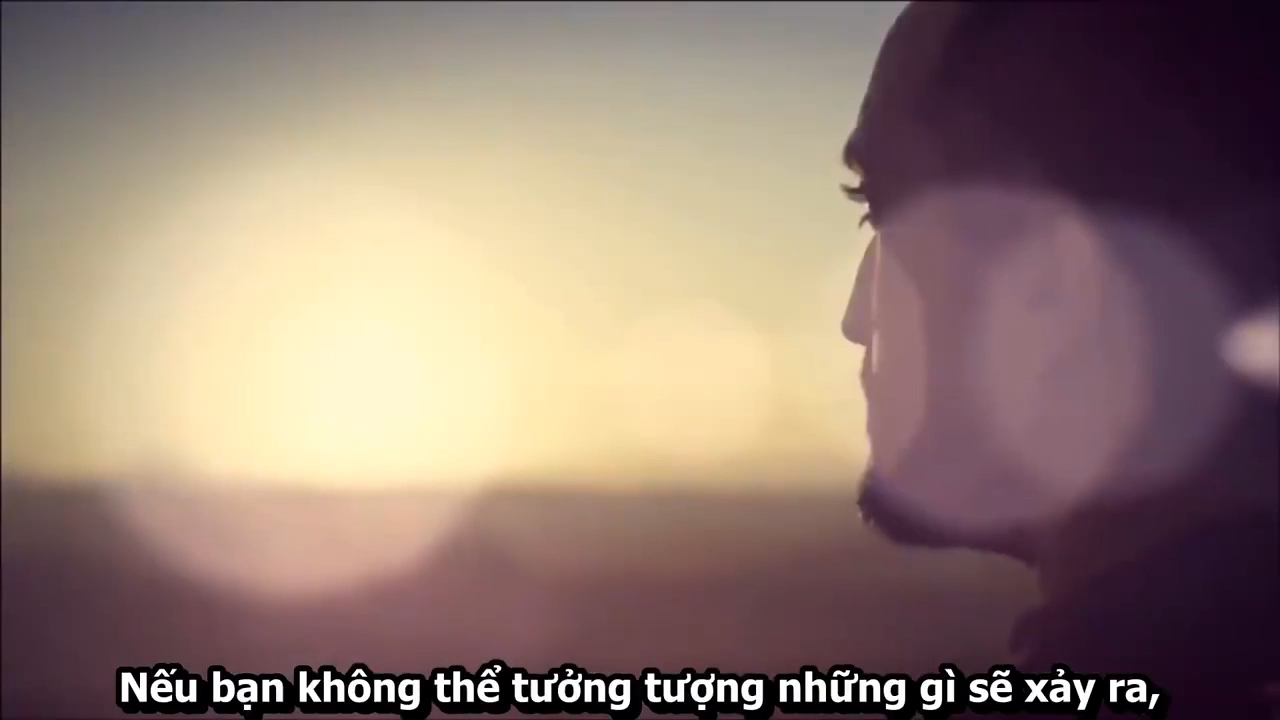 Nếu bạn không thể tưởng tượng những gì sẽ xảy ra,